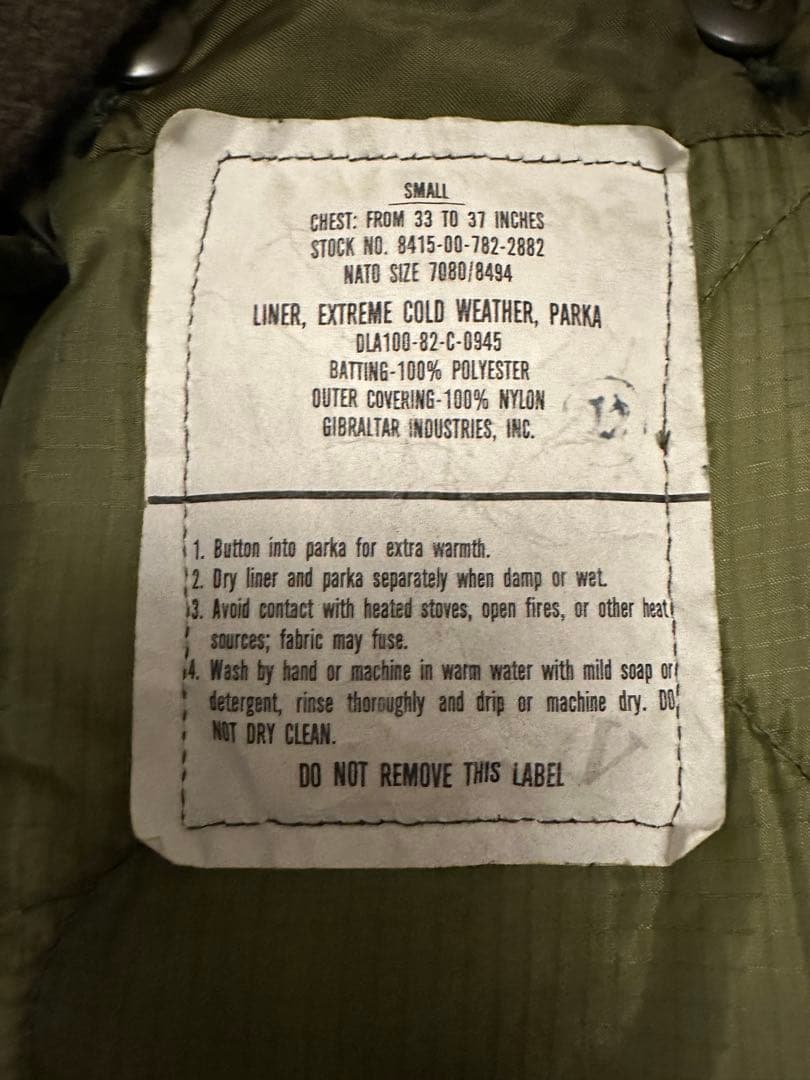 SMALL
CHEST: FROM 33 TO 37 INCHES
STOCK NO. 8415-00-782-2882
NATO SIZE 7080/8494
LINER, EXTREME COLD WEATHER, PARKA
DLA100-82-C-0945
BATTING-100% POLYESTER
OUTER COVERING-100% NYLON
GIBRALTAR INDUSTRIES, INC.
1. Button into parka for extra warmth.
2. Dry liner and parka separately when damp or wet.
3. Avoid contact with heated stoves, open fires, or other heat
sources; fabric may fuse.
4. Wash by hand or machine in warm water with mild soap or
detergent, rinse thoroughly and drip or machine dry. DO
NOT DRY CLEAN.
DO NOT REMOVE THIS LABEL